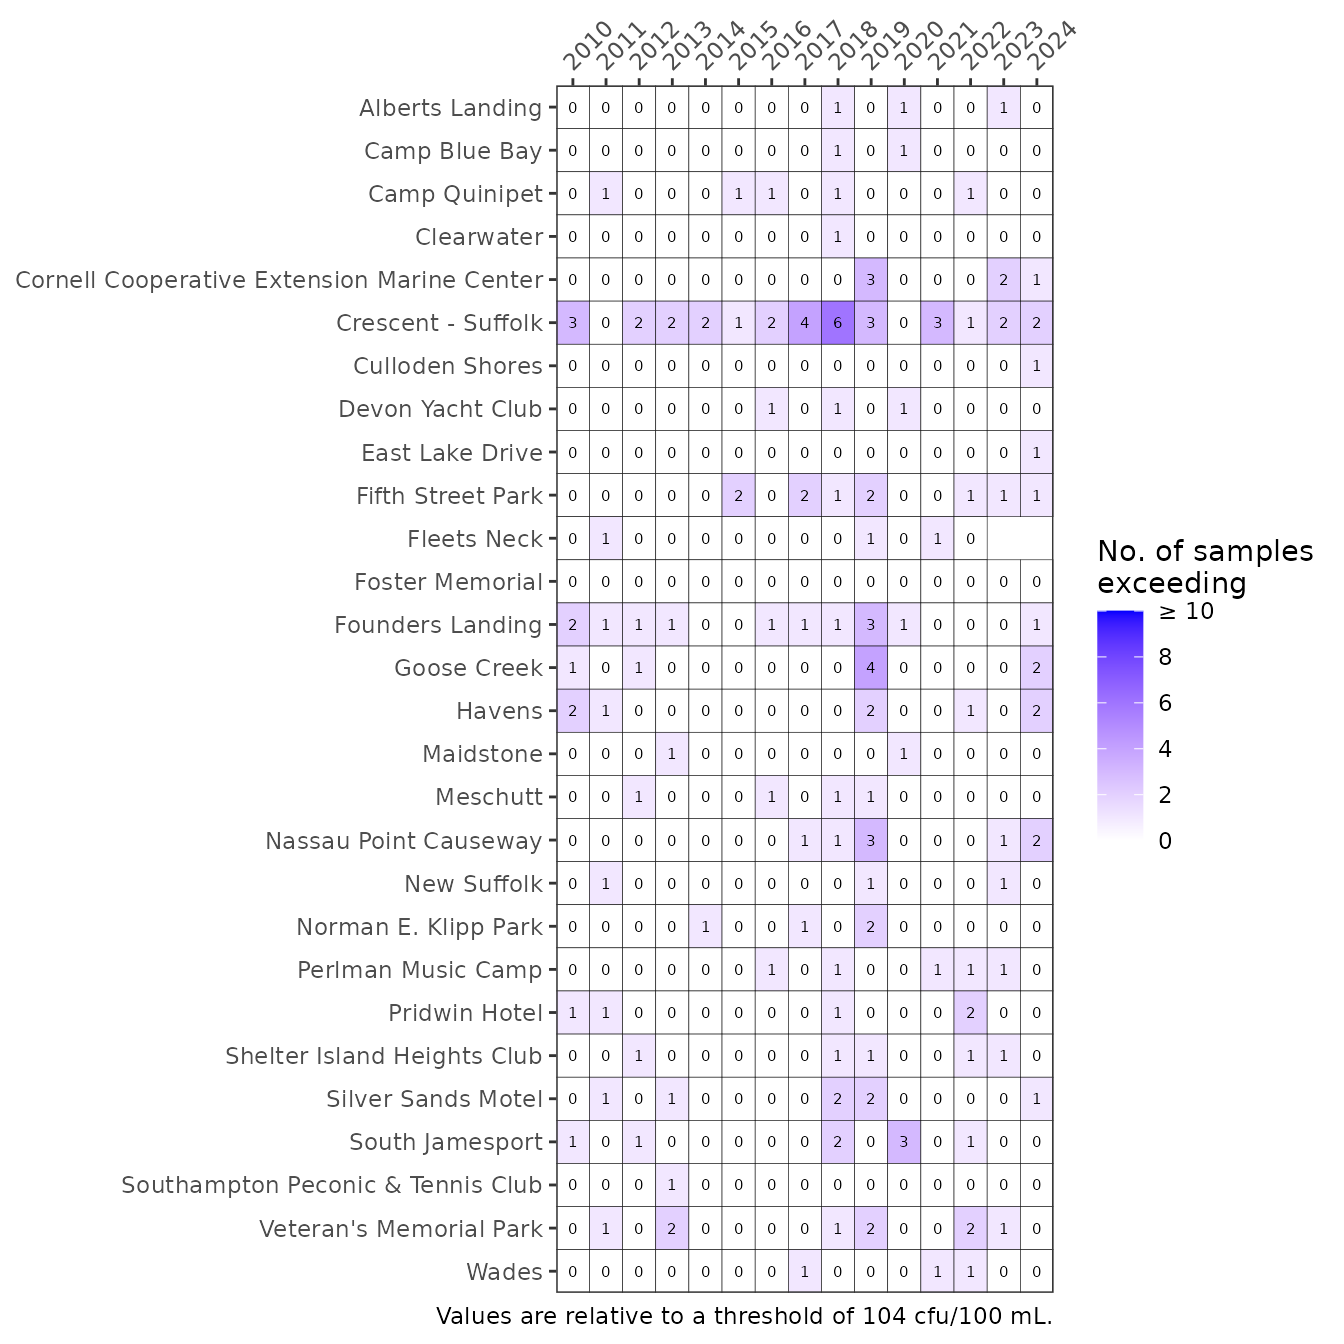 2010 2011 2012 2013 2014 2015 2016 2017 2018 2019 2020 2021 2022 2023 2024
Alberts Landing 0 0 0 0 0 0 0 0 1 0 1 0 0 1 0
Camp Blue Bay 0 0 0 0 0 0 0 0 1 0 1 0 0 0 0
Camp Quinipet 0 1 0 0 0 1 1 0 1 0 0 0 1 0 0
Clearwater 0 0 0 0 0 0 0 0 1 0 0 0 0 0 0
Cornell Cooperative Extension Marine Center 0 0 0 0 0 0 0 0 0 3 0 0 0 2 1
Crescent - Suffolk 3 0 2 2 2 1 2 4 6 3 0 3 1 2 2
Culloden Shores 0 0 0 0 0 0 0 0 0 0 0 0 0 0 1
Devon Yacht Club 0 0 0 0 0 0 1 0 1 0 1 0 0 0 0
East Lake Drive 0 0 0 0 0 0 0 0 0 0 0 0 0 0 1
Fifth Street Park 0 0 0 0 0 2 0 2 1 2 0 0 1 1 1
Fleets Neck 0 1 0 0 0 0 0 0 0 1 0 1 0
Foster Memorial 0 0 0 0 0 0 0 0 0 0 0 0 0 0 0
Founders Landing 2 1 1 1 0 0 1 1 1 3 1 0 0 0 1
Goose Creek 1 0 1 0 0 0 0 0 0 4 0 0 0 0 2
Havens 2 1 0 0 0 0 0 0 0 2 0 0 1 0 2
Maidstone 0 0 0 1 0 0 0 0 0 0 1 0 0 0 0
Meschutt 0 0 1 0 0 0 1 0 1 1 0 0 0 0 0
Nassau Point Causeway 0 0 0 0 0 0 0 1 1 3 0 0 0 1 2
New Suffolk 0 1 0 0 0 0 0 0 0 1 0 0 0 1 0
Norman E. Klipp Park 0 0 0 0 1 0 0 1 0 2 0 0 0 0 0
Perlman Music Camp 0 0 0 0 0 0 1 0 1 0 0 1 1 1 0
Pridwin Hotel 1 1 0 0 0 0 0 0 1 0 0 0 2 0 0
Shelter Island Heights Club 0 0 1 0 0 0 0 0 1 1 0 0 1 1 0
Silver Sands Motel 0 1 0 1 0 0 0 0 2 2 0 0 0 0 1
South Jamesport 1 0 1 0 0 0 0 0 2 0 3 0 1 0 0
Southampton Peconic & Tennis Club 0 0 0 1 0 0 0 0 0 0 0 0 0 0 0
Veteran's Memorial Park 0 1 0 2 0 0 0 0 1 2 0 0 2 1 0
Wades 0 0 0 0 0 0 0 1 0 0 0 1 1 0 0
Values are relative to a threshold of 104 cfu/100 mL.
No. of samples
exceeding
≥ 10
8
6
4
2
0